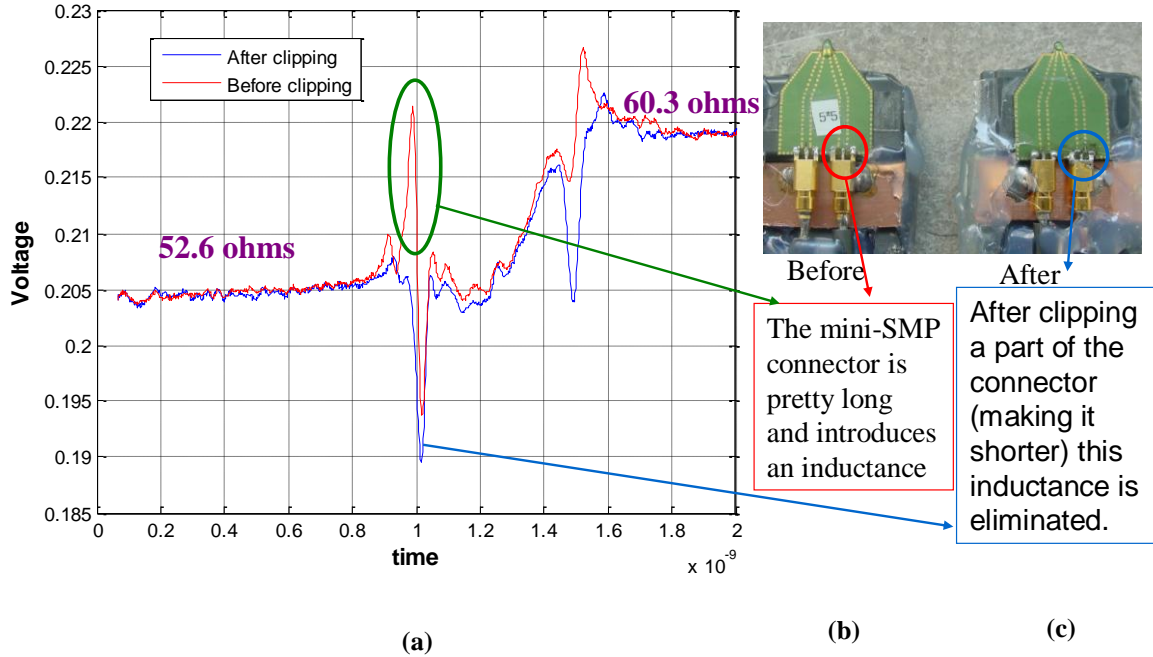 0.23
0.225
0.22
0.215
0.21
0.205
0.2
0.195
0.19
0.185
Voltage
After clipping
Before clipping
52.6 ohms
60.3 ohms
0
0.2
0.4
0.6
0.8
1
1.2
1.4
1.6
1.8
2
time
x 10⁻⁹
5*5
Before
After
The mini-SMP
connector is
pretty long
and introduces
an inductance
After clipping
a part of the
connector
(making it
shorter) this
inductance is
eliminated.
(a)
(b)
(c)